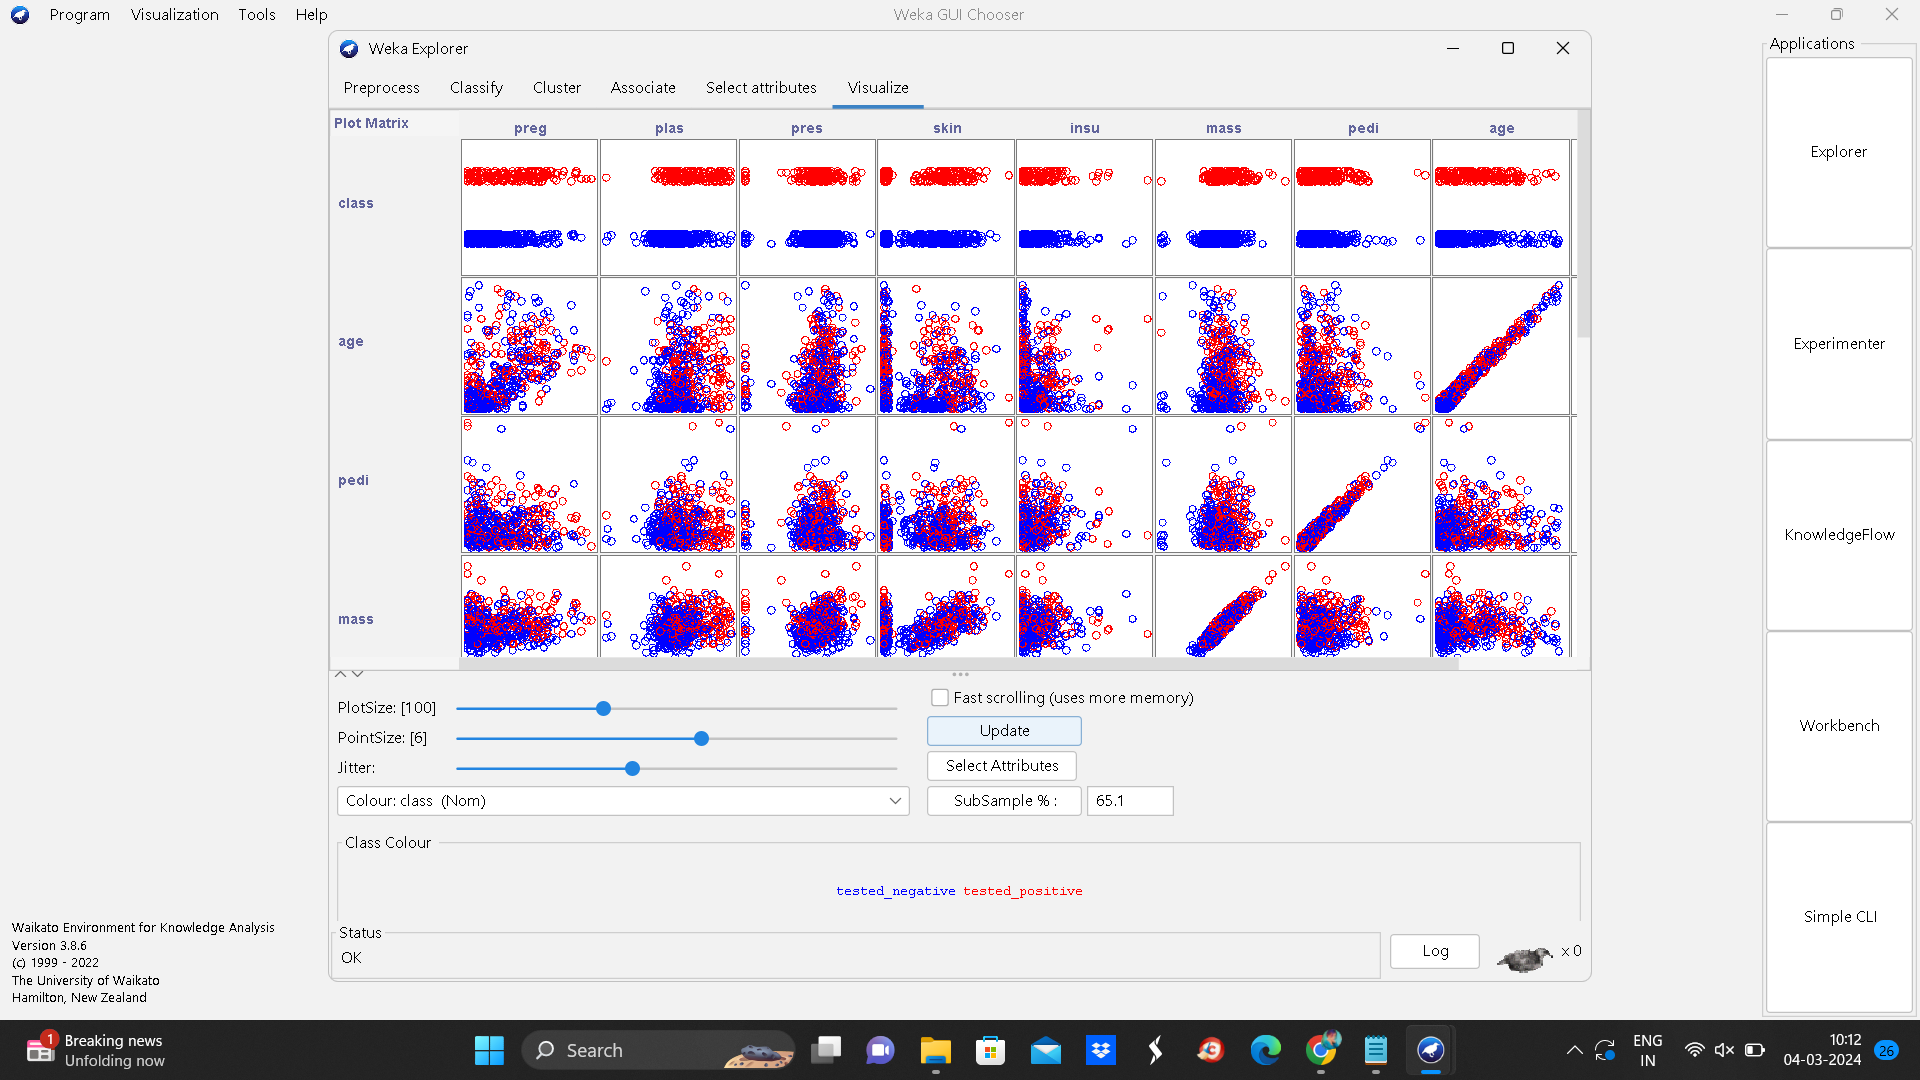 Program Visualization Tools Help
Weka GUI Chooser
Weka Explorer
Preprocess Classify Cluster Associate Select attributes Visualize
Plot Matrix preg plas pres skin insu mass pedi age
class
age
pedi
mass
PlotSize: [100]
PointSize: [6]
Jitter:
Colour: class (Nom)
Fast scrolling (uses more memory)
Update
Select Attributes
SubSample % : 65.1
Class Colour
tested_negative tested_positive
Status
OK
Log
x 0
Applications
Explorer
Experimenter
KnowledgeFlow
Workbench
Simple CLI
Waikato Environment for Knowledge Analysis
Version 3.8.6
(c) 1999 - 2022
The University of Waikato
Hamilton, New Zealand
1
Breaking news
Unfolding now
Search
ENG
IN
10:12
04-03-2024
26